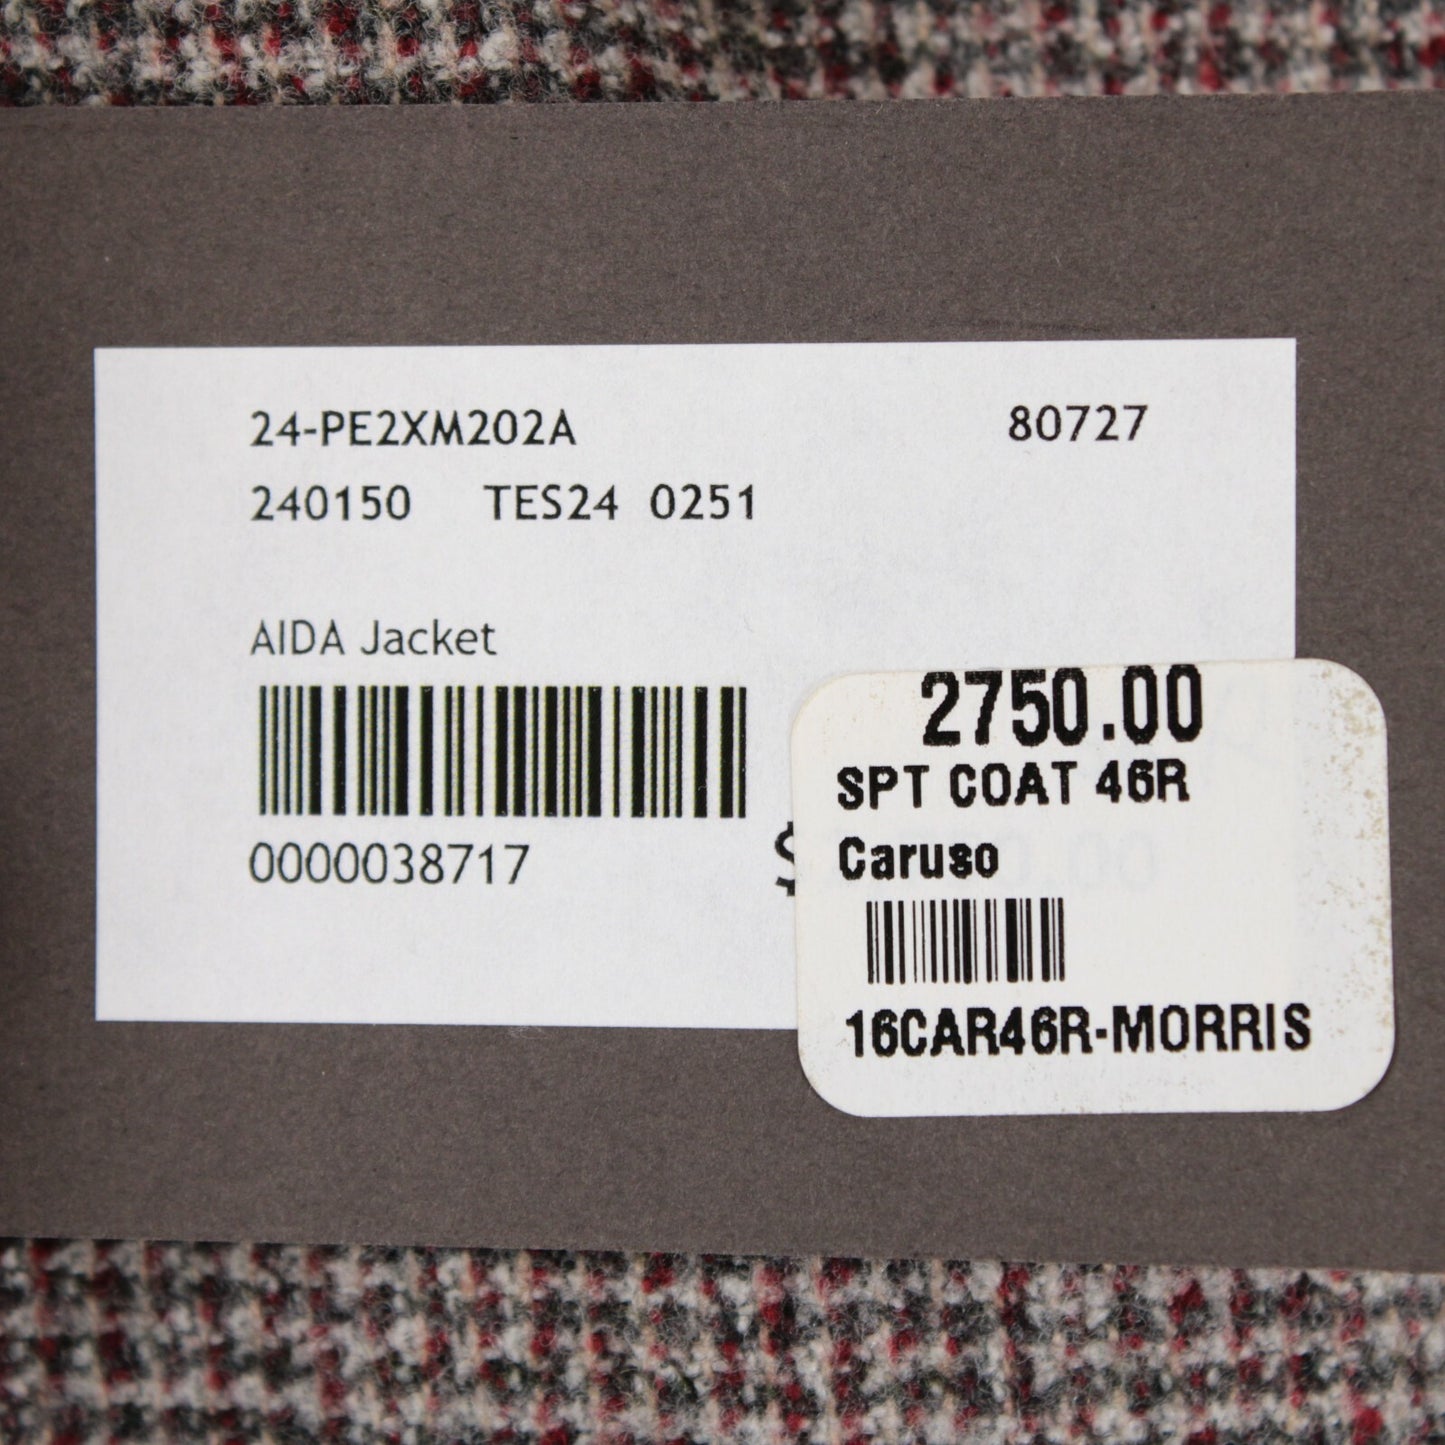 24-PE2XM202A 80727
240150 TES24 0251
AIDA Jacket
0000038717
$
2750.00
SPT COAT 46R
Caruso
16CAR46R-MORRIS